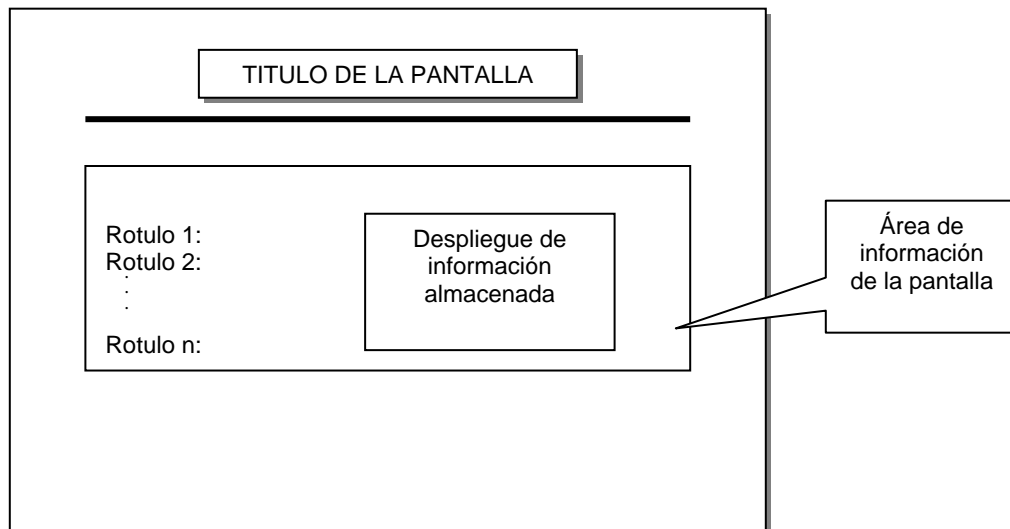 TITULO DE LA PANTALLA
Rotulo 1:
Rotulo 2:
.
.
.
Rotulo n:
Despliegue de
información
almacenada
Área de
información
de la pantalla